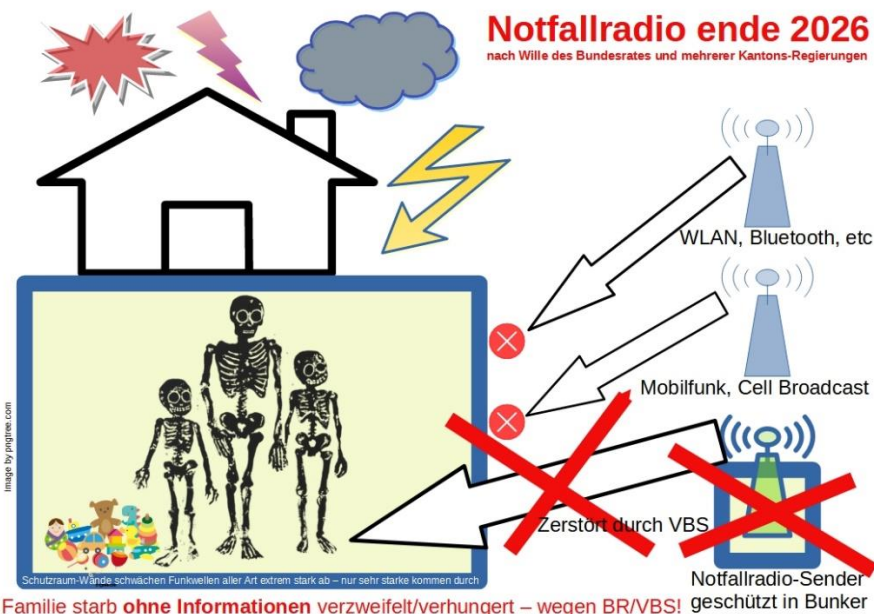 Notfallradio ende 2026
nach Wille des Bundesrates und mehrerer Kantons-Regierungen
WLAN, Bluetooth, etc
Mobilfunk, Cell Broadcast
Zerstört durch VBS
Notfallradio-Sender
geschützt in Bunker
Image by pngtree.com
Schutzraum-Wände schwächen Funkwellen aller Art extrem stark ab – nur sehr starke kommen durch
Familie starb ohne Informationen verzweifelt/verhungert – wegen BR/VBS!